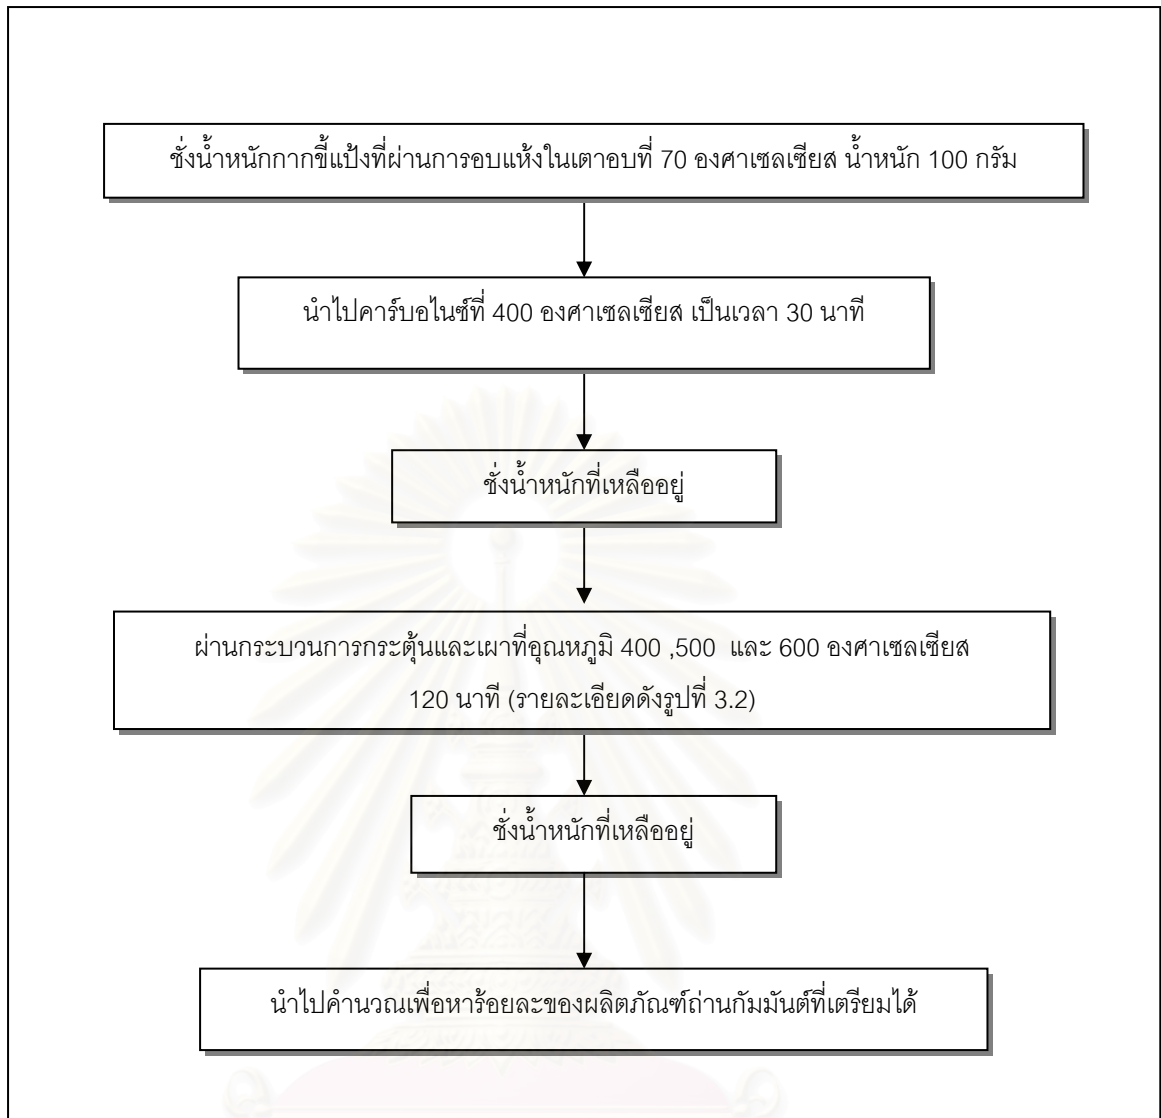 ชั่งน้ำหนักกากขี้แป้งที่ผ่านการอบแห้งในเตาอบที่ 70 องศาเซลเซียส น้ำหนัก 100 กรัม
นำไปคาร์บอไนซ์ที่ 400 องศาเซลเซียส เป็นเวลา 30 นาที
ชั่งน้ำหนักที่เหลืออยู่
ผ่านกระบวนการกระตุ้นและเผาที่อุณหภูมิ 400 ,500 และ 600 องศาเซลเซียส
120 นาที (รายละเอียดดังรูปที่ 3.2)
ชั่งน้ำหนักที่เหลืออยู่
นำไปคำนวณเพื่อหาร้อยละของผลิตภัณฑ์ถ่านกัมมันต์ที่เตรียมได้